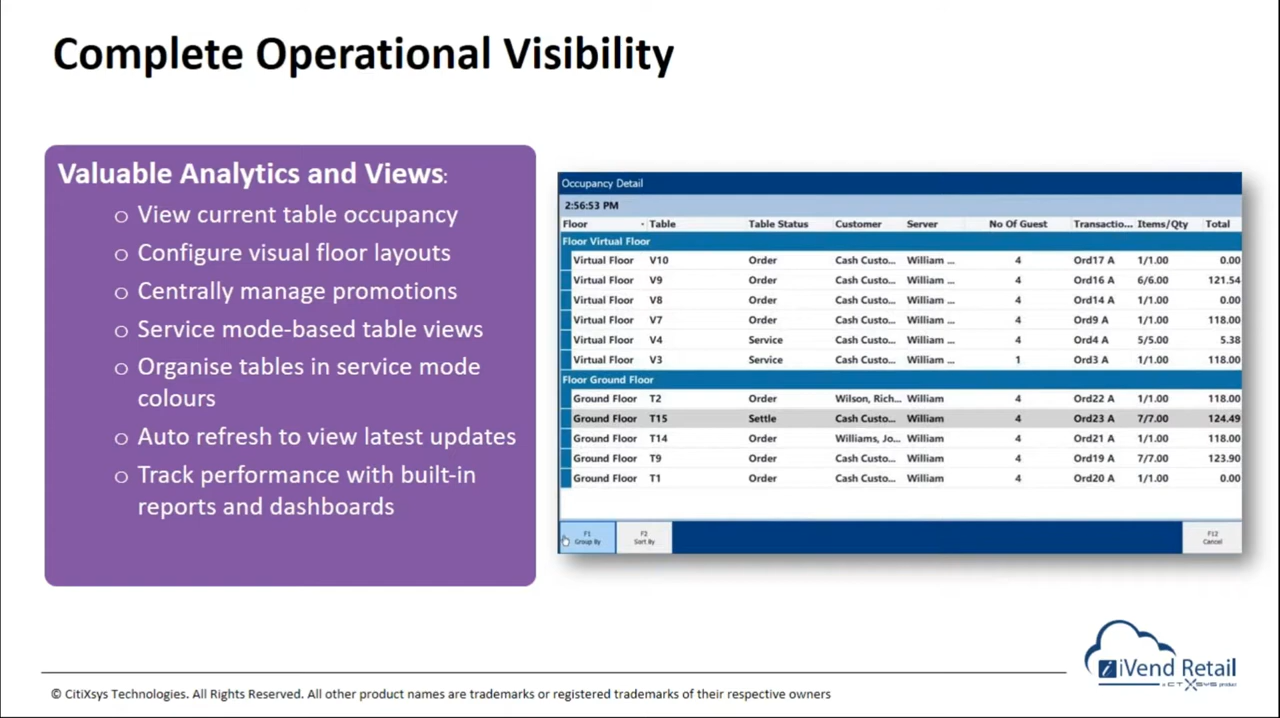 Complete Operational Visibility
Valuable Analytics and Views:
o View current table occupancy
o Configure visual floor layouts
o Centrally manage promotions
o Service mode-based table views
o Organise tables in service mode
colours
o Auto refresh to view latest updates
o Track performance with built-in
reports and dashboards
Occupancy Detail
2:56:53 PM
Floor Table Table Status Customer Server No Of Guest Transactio... Items/Qty Total
Floor Virtual Floor
Virtual Floor V10 Order Cash Custo... William ... 4 Ord17 A 1/1.00 0.00
Virtual Floor V9 Order Cash Custo... William ... 4 Ord16 A 6/6.00 121.54
Virtual Floor V8 Order Cash Custo... William ... 4 Ord14 A 1/1.00 0.00
Virtual Floor V7 Order Cash Custo... William ... 4 Ord9 A 1/1.00 118.00
Virtual Floor V4 Service Cash Custo... William ... 4 Ord4 A 5/5.00 5.38
Virtual Floor V3 Service Cash Custo... William ... 1 Ord3 A 1/1.00 118.00
Floor Ground Floor
Ground Floor T2 Order Wilson, Rich... William 4 Ord22 A 1/1.00 118.00
Ground Floor T15 Settle Cash Custo... William 4 Ord23 A 7/7.00 124.49
Ground Floor T14 Order Williams, Jo... William 4 Ord21 A 1/1.00 118.00
Ground Floor T9 Order Cash Custo... William 4 Ord19 A 7/7.00 123.90
Ground Floor T1 Order Cash Custo... William 4 Ord20 A 1/1.00 0.00
F1
Group By
F2
Sort By
F12
Cancel
i iVend Retail
a CTXSYS product
© CitiXsys Technologies. All Rights Reserved. All other product names are trademarks or registered trademarks of their respective owners